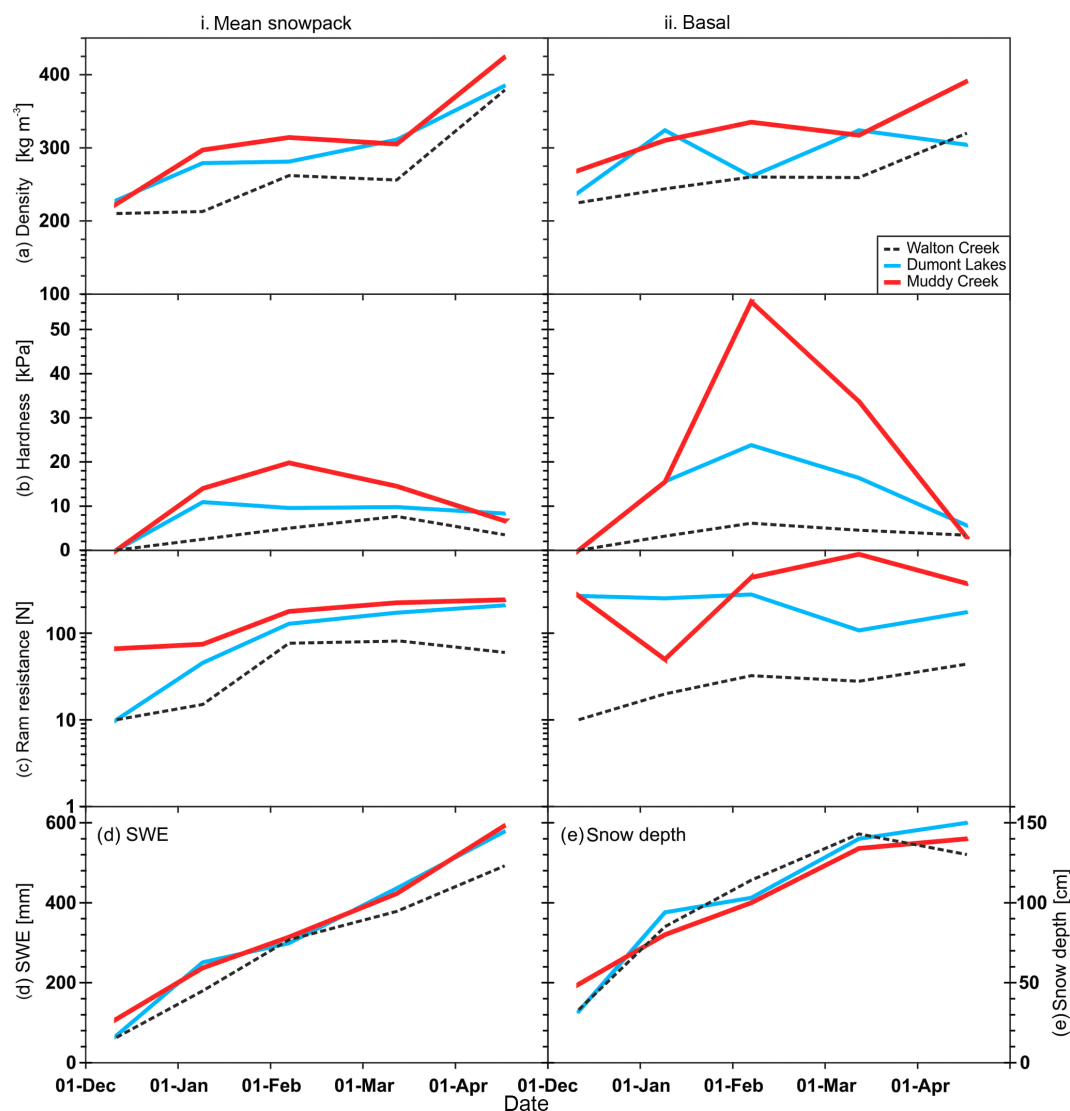 i. Mean snowpack
ii. Basal
(a) Density [kg m⁻³]
400
300
200
100
Walton Creek
Dumont Lakes
Muddy Creek
(b) Hardness [kPa]
50
40
30
20
10
0
(c) Ram resistance [N]
100
10
1
(d) SWE
(e) Snow depth
(d) SWE [mm]
600
400
200
0
150
100
50
0
(e) Snow depth [cm]
01-Dec 01-Jan 01-Feb 01-Mar 01-Apr 01-Dec 01-Jan 01-Feb 01-Mar 01-Apr
Date